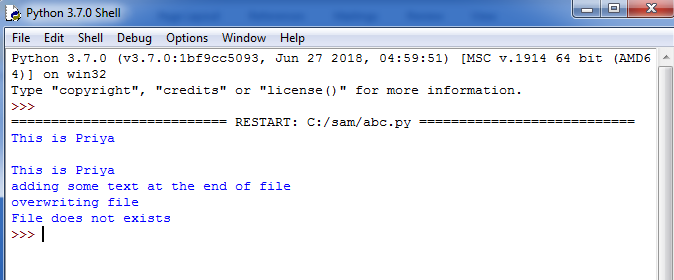 Python 3.7.0 Shell
File Edit Shell Debug Options Window Help
Python 3.7.0 (v3.7.0:1bf9cc5093, Jun 27 2018, 04:59:51) [MSC v.1914 64 bit (AMD6
4)] on win32
Type "copyright", "credits" or "license()" for more information.
>>>
=========================== RESTART: C:/sam/abc.py ===========================
This is Priya
This is Priya
adding some text at the end of file
overwriting file
File does not exists
>>>